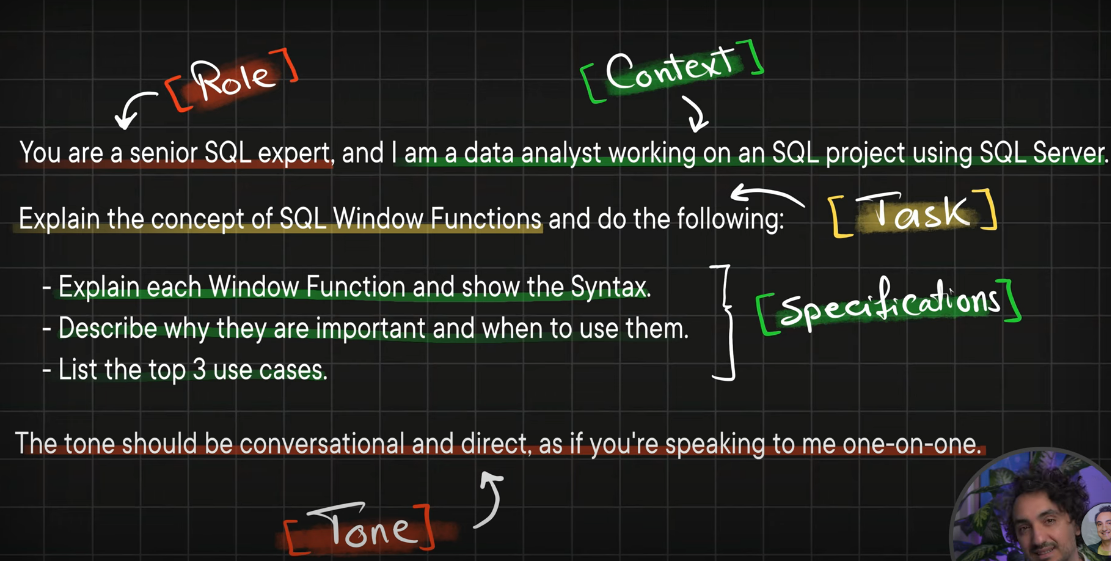 [Role]
[Context]
You are a senior SQL expert, and I am a data analyst working on an SQL project using SQL Server.
Explain the concept of SQL Window Functions and do the following:
[Task]
- Explain each Window Function and show the Syntax.
- Describe why they are important and when to use them.
- List the top 3 use cases.
[Specifications]
The tone should be conversational and direct, as if you're speaking to me one-on-one.
[Tone]